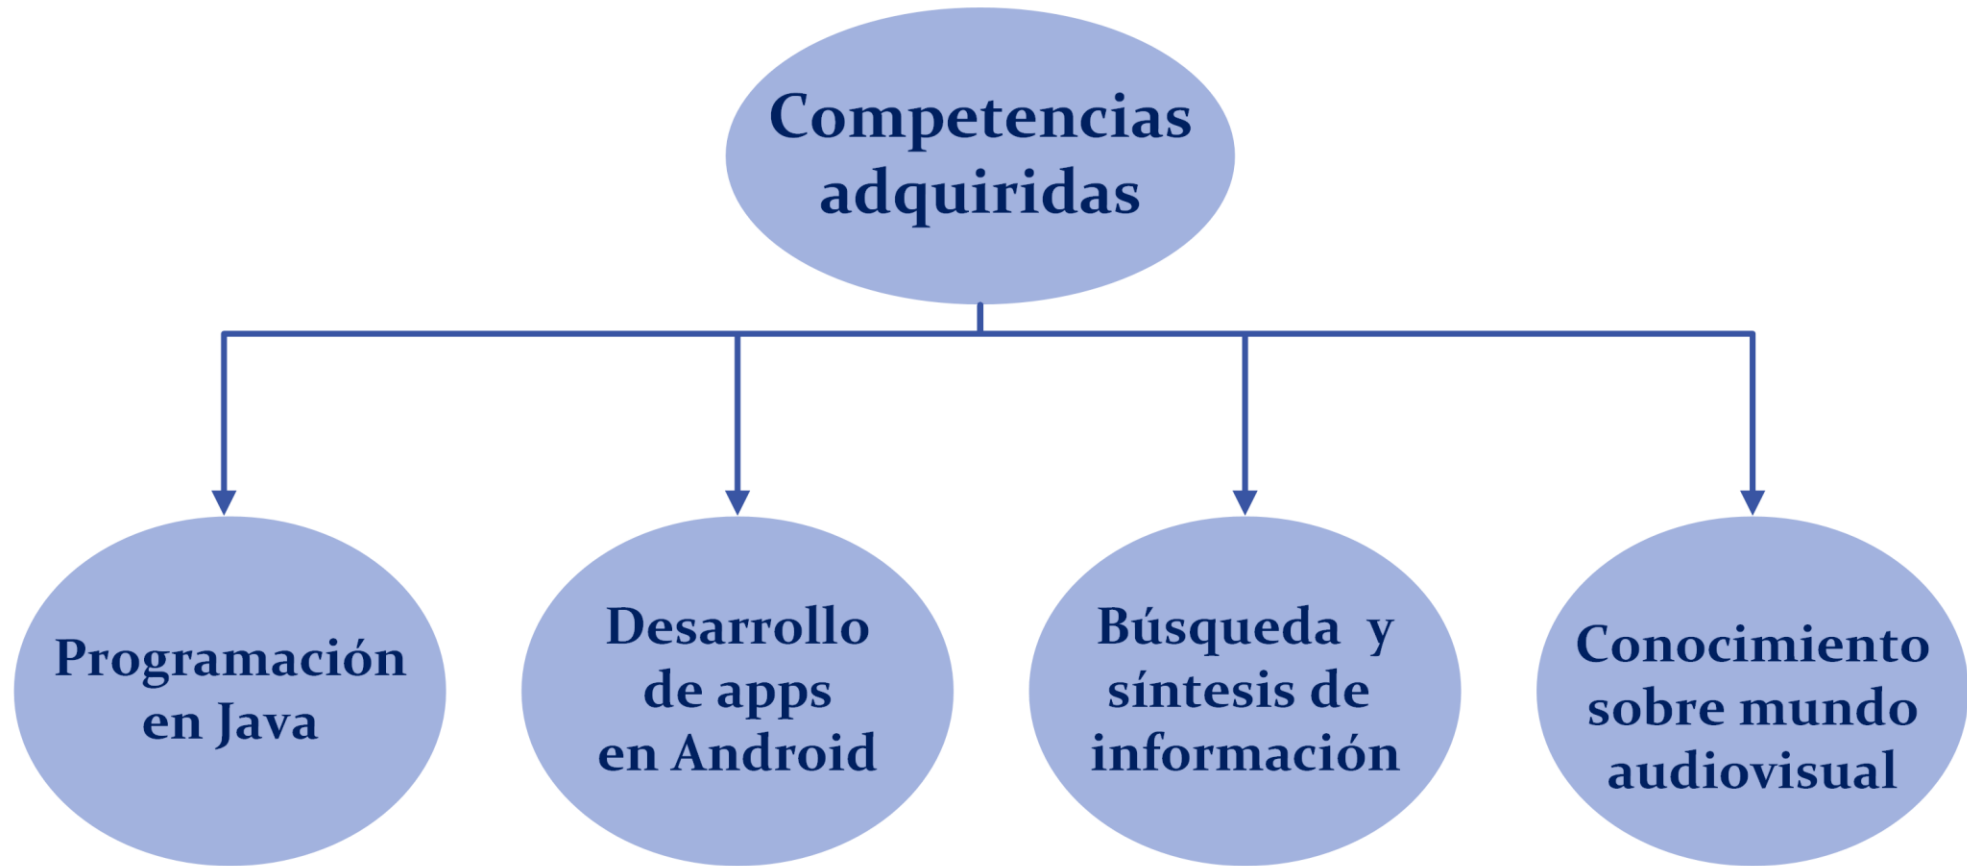 Competencias
adquiridas
Programación
en Java
Desarrollo
de apps
en Android
Búsqueda y
síntesis de
información
Conocimiento
sobre mundo
audiovisual